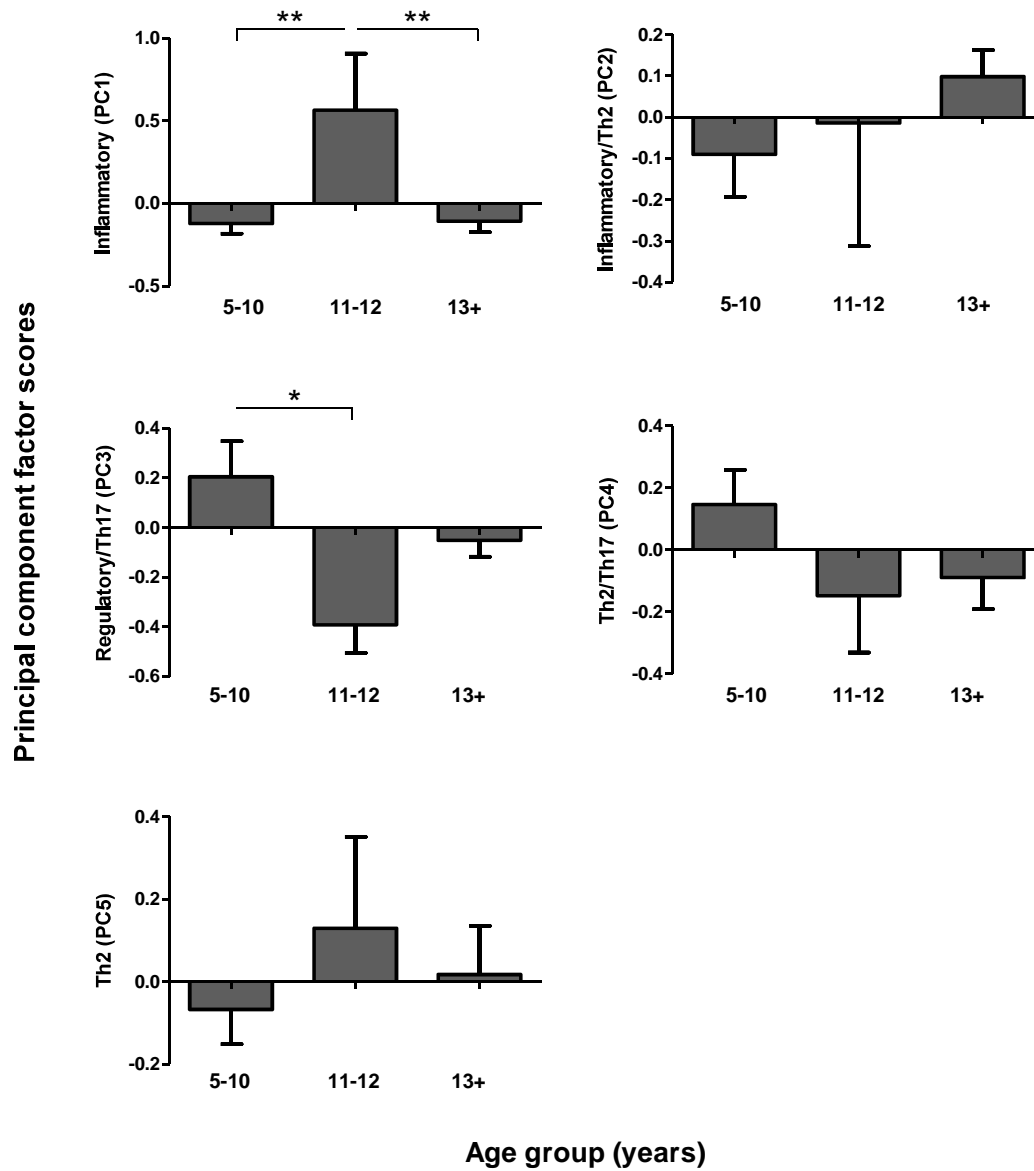 Principal component factor scores
** **
Inflammatory (PC1)
1.0
0.5
0.0
-0.5
5-10 11-12 13+
Inflammatory/Th2 (PC2)
0.2
0.1
0.0
-0.1
-0.2
-0.3
-0.4
5-10 11-12 13+
*
Regulatory/Th17 (PC3)
0.4
0.2
0.0
-0.2
-0.4
-0.6
5-10 11-12 13+
Th2/Th17 (PC4)
0.4
0.2
0.0
-0.2
-0.4
5-10 11-12 13+
Th2 (PC5)
0.4
0.2
0.0
-0.2
5-10 11-12 13+
Age group (years)